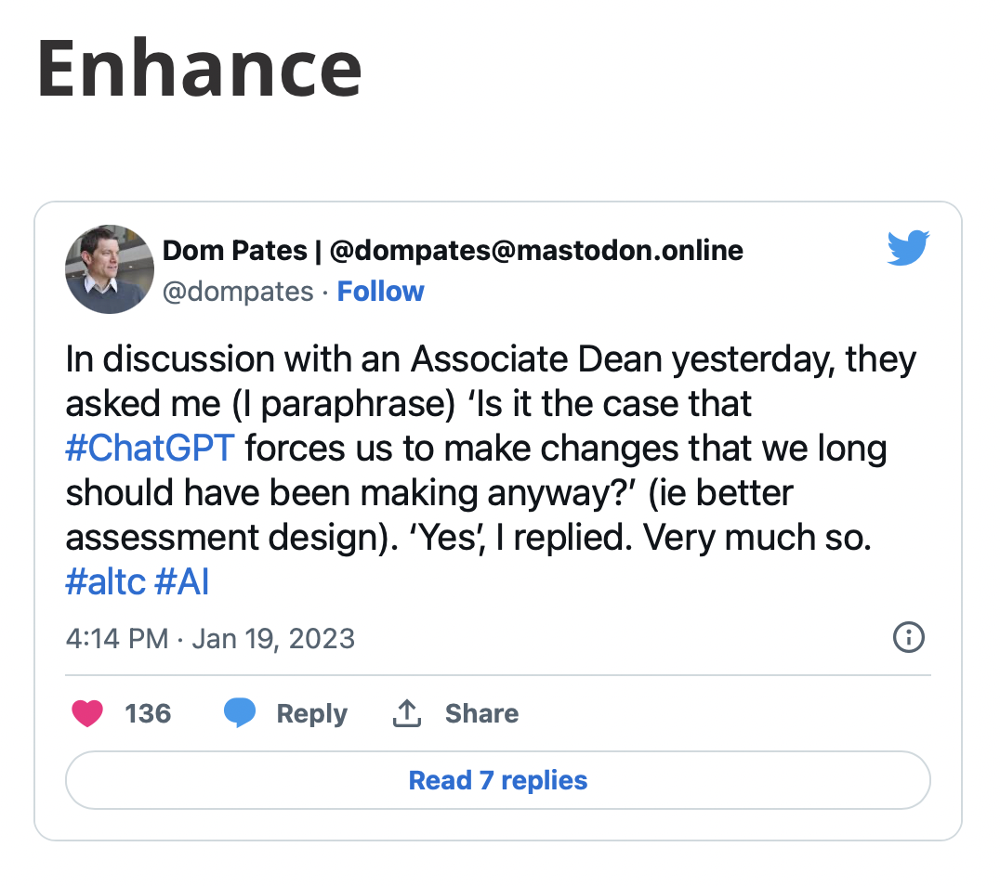 Enhance
Dom Pates | @dompates@mastodon.online
@dompates · Follow
In discussion with an Associate Dean yesterday, they
asked me (I paraphrase) ‘Is it the case that
#ChatGPT forces us to make changes that we long
should have been making anyway?’ (ie better
assessment design). ‘Yes’, I replied. Very much so.
#altc #AI
4:14 PM · Jan 19, 2023
136 Reply Share
Read 7 replies